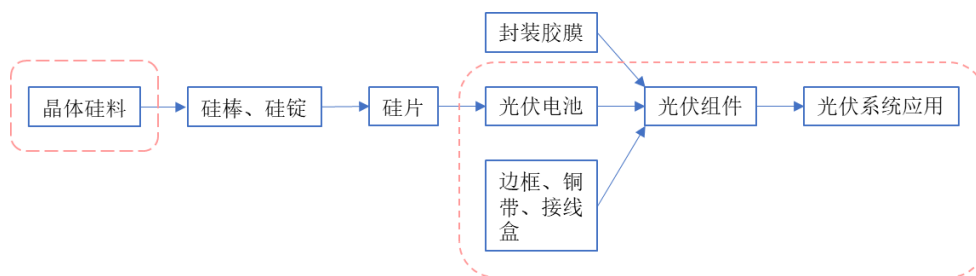 封装胶膜
晶体硅料
硅棒、硅锭
硅片
光伏电池
光伏组件
光伏系统应用
边框、铜
带、接线
盒